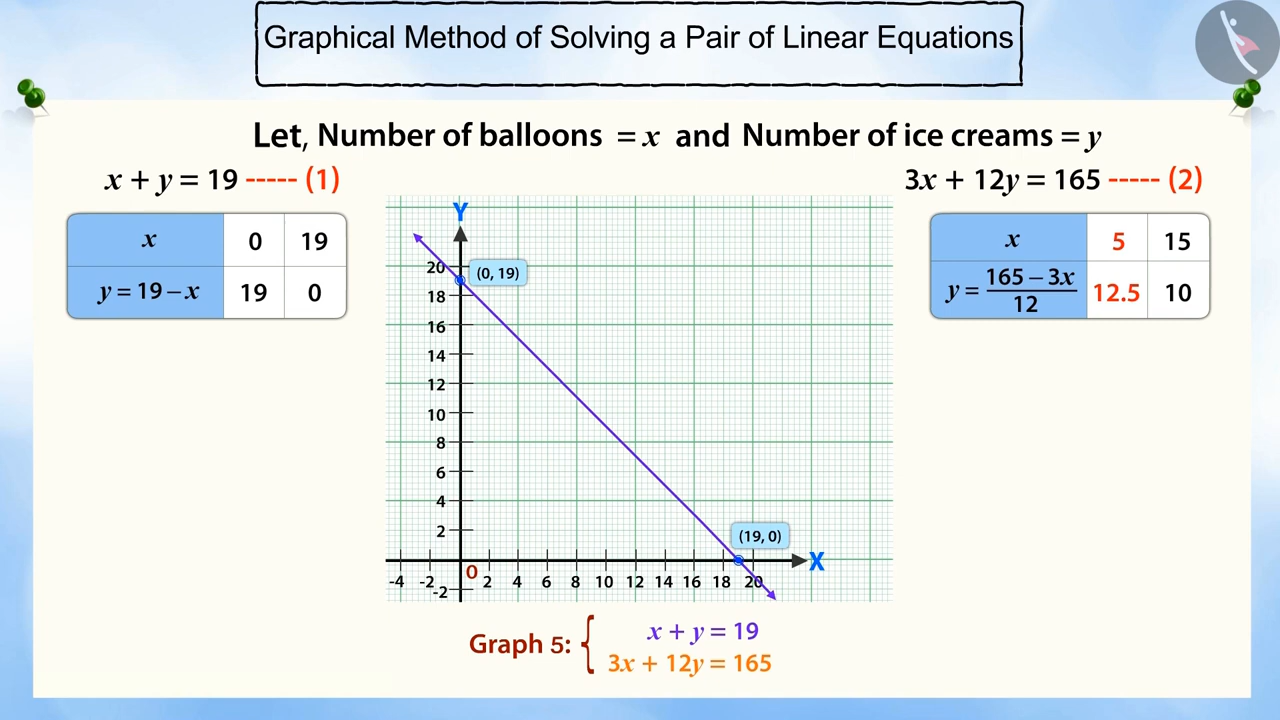 Graphical Method of Solving a Pair of Linear Equations
Let, Number of balloons = x and Number of ice creams = y
x + y = 19 ----- (1)
3x + 12y = 165 ----- (2)
x 0 19
y = 19 – x 19 0
x 5 15
y = (165 – 3x)/12 12.5 10
Y
20
(0, 19)
18
16
14
12
10
8
6
4
2
(19, 0)
X
-4 -2 O 2 4 6 8 10 12 14 16 18 20
-2
Graph 5: { x + y = 19
3x + 12y = 165